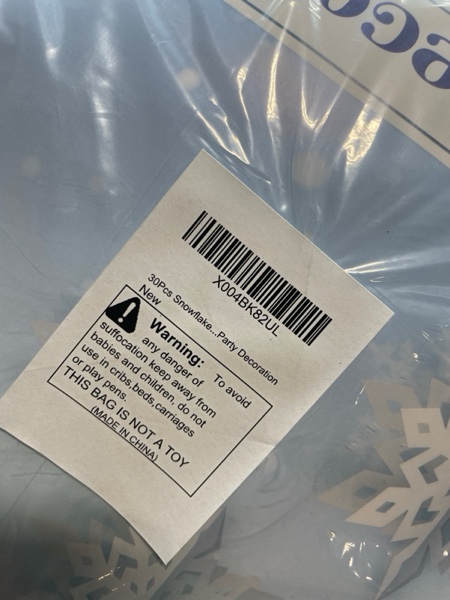 aco
X004BK82UL
30Pcs Snowflake...Party Decoration
New
Warning: To avoid
any danger of
suffocation keep away from
babies and children, do not
use in cribs,beds,carriages
or play pens.
THIS BAG IS NOT A TOY
(MADE IN CHINA)